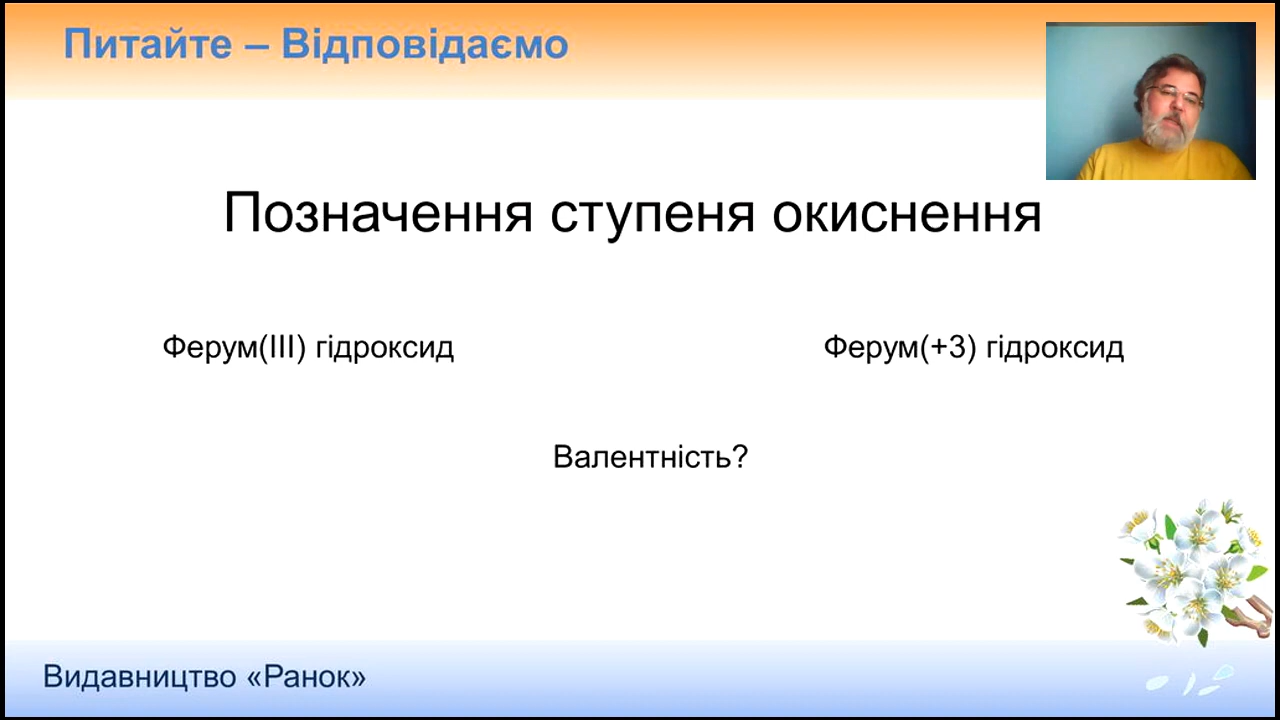 Питайте – Відповідаємо
Позначення ступеня окиснення
Ферум(III) гідроксид
Ферум(+3) гідроксид
Валентність?
Видавництво «Ранок»